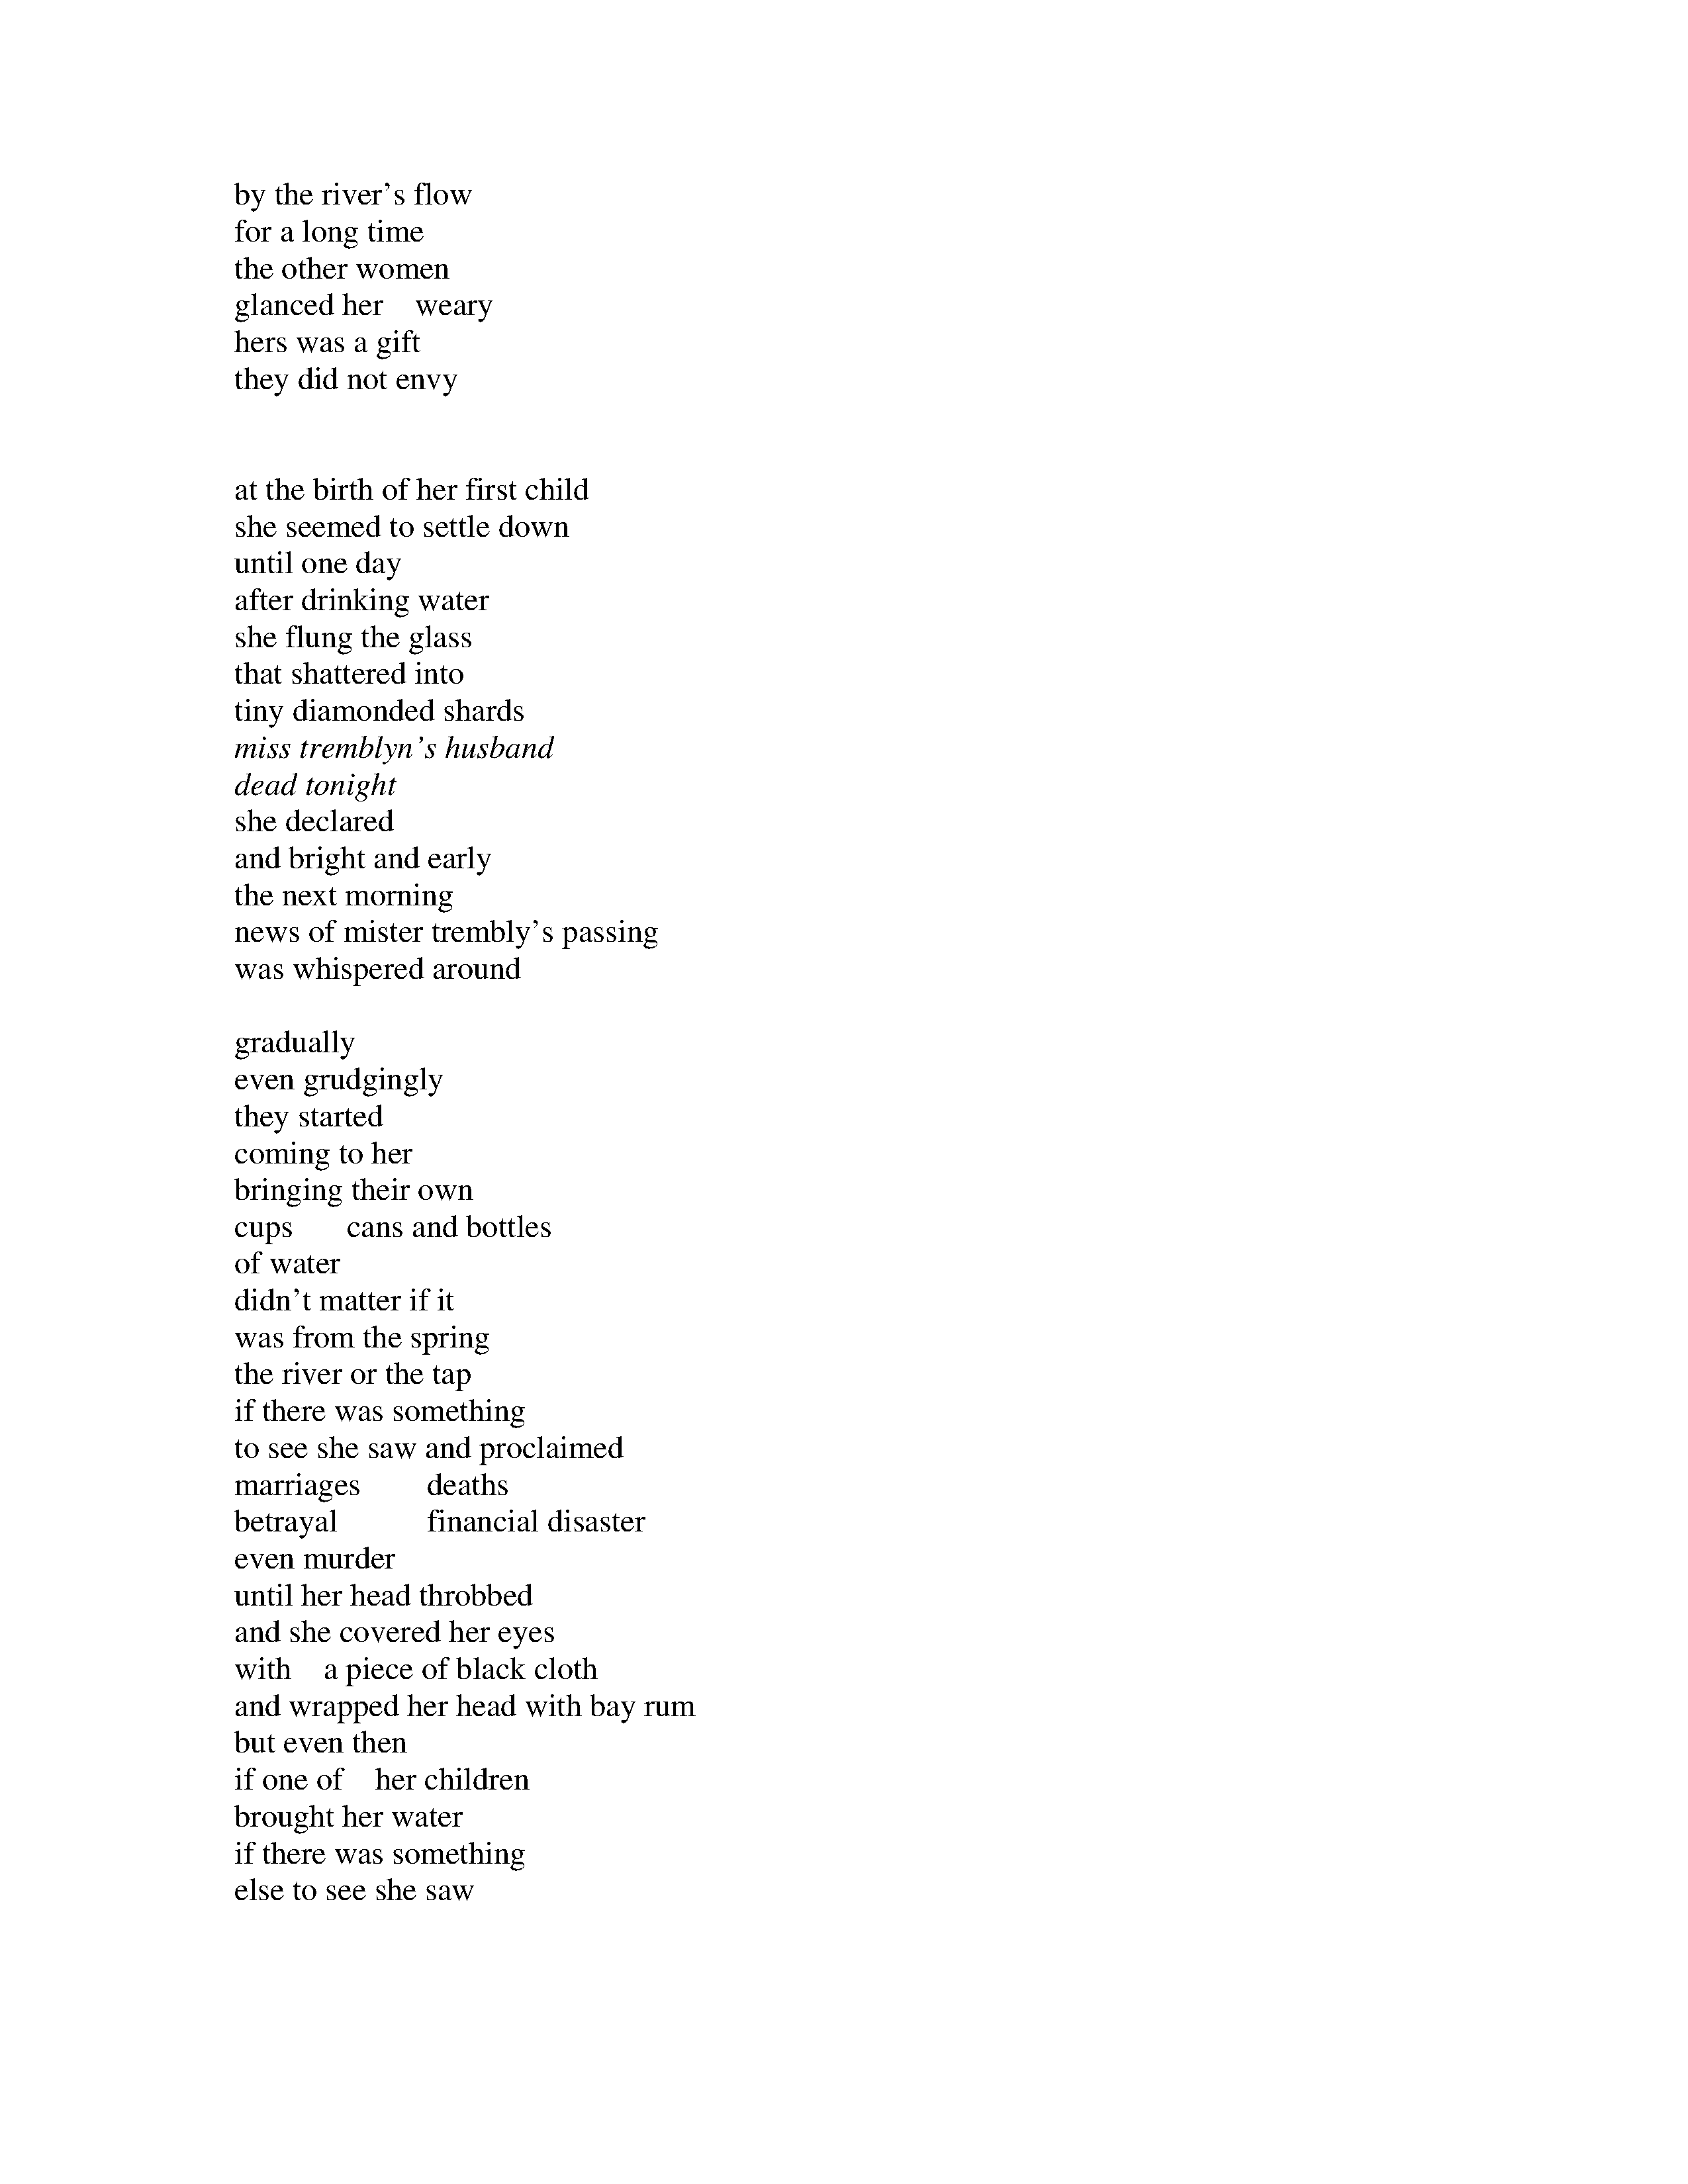 by the river’s flow
for a long time
the other women
glanced her    weary
hers was a gift
they did not envy
at the birth of her first child
she seemed to settle down
until one day
after drinking water
she flung the glass
that shattered into
tiny diamonded shards
miss tremblyn’s husband
dead tonight
she declared
and bright and early
the next morning
news of mister trembly’s passing
was whispered around
gradually
even grudgingly
they started
coming to her
bringing their own
cups       cans and bottles
of water
didn’t matter if it
was from the spring
the river or the tap
if there was something
to see she saw and proclaimed
marriages        deaths
betrayal           financial disaster
even murder
until her head throbbed
and she covered her eyes
with    a piece of black cloth
and wrapped her head with bay rum
but even then
if one of    her children
brought her water
if there was something
else to see she saw